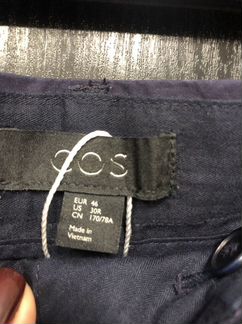 COS
EUR 46
US 30R
CN 170/78A
Made in
Vietnam